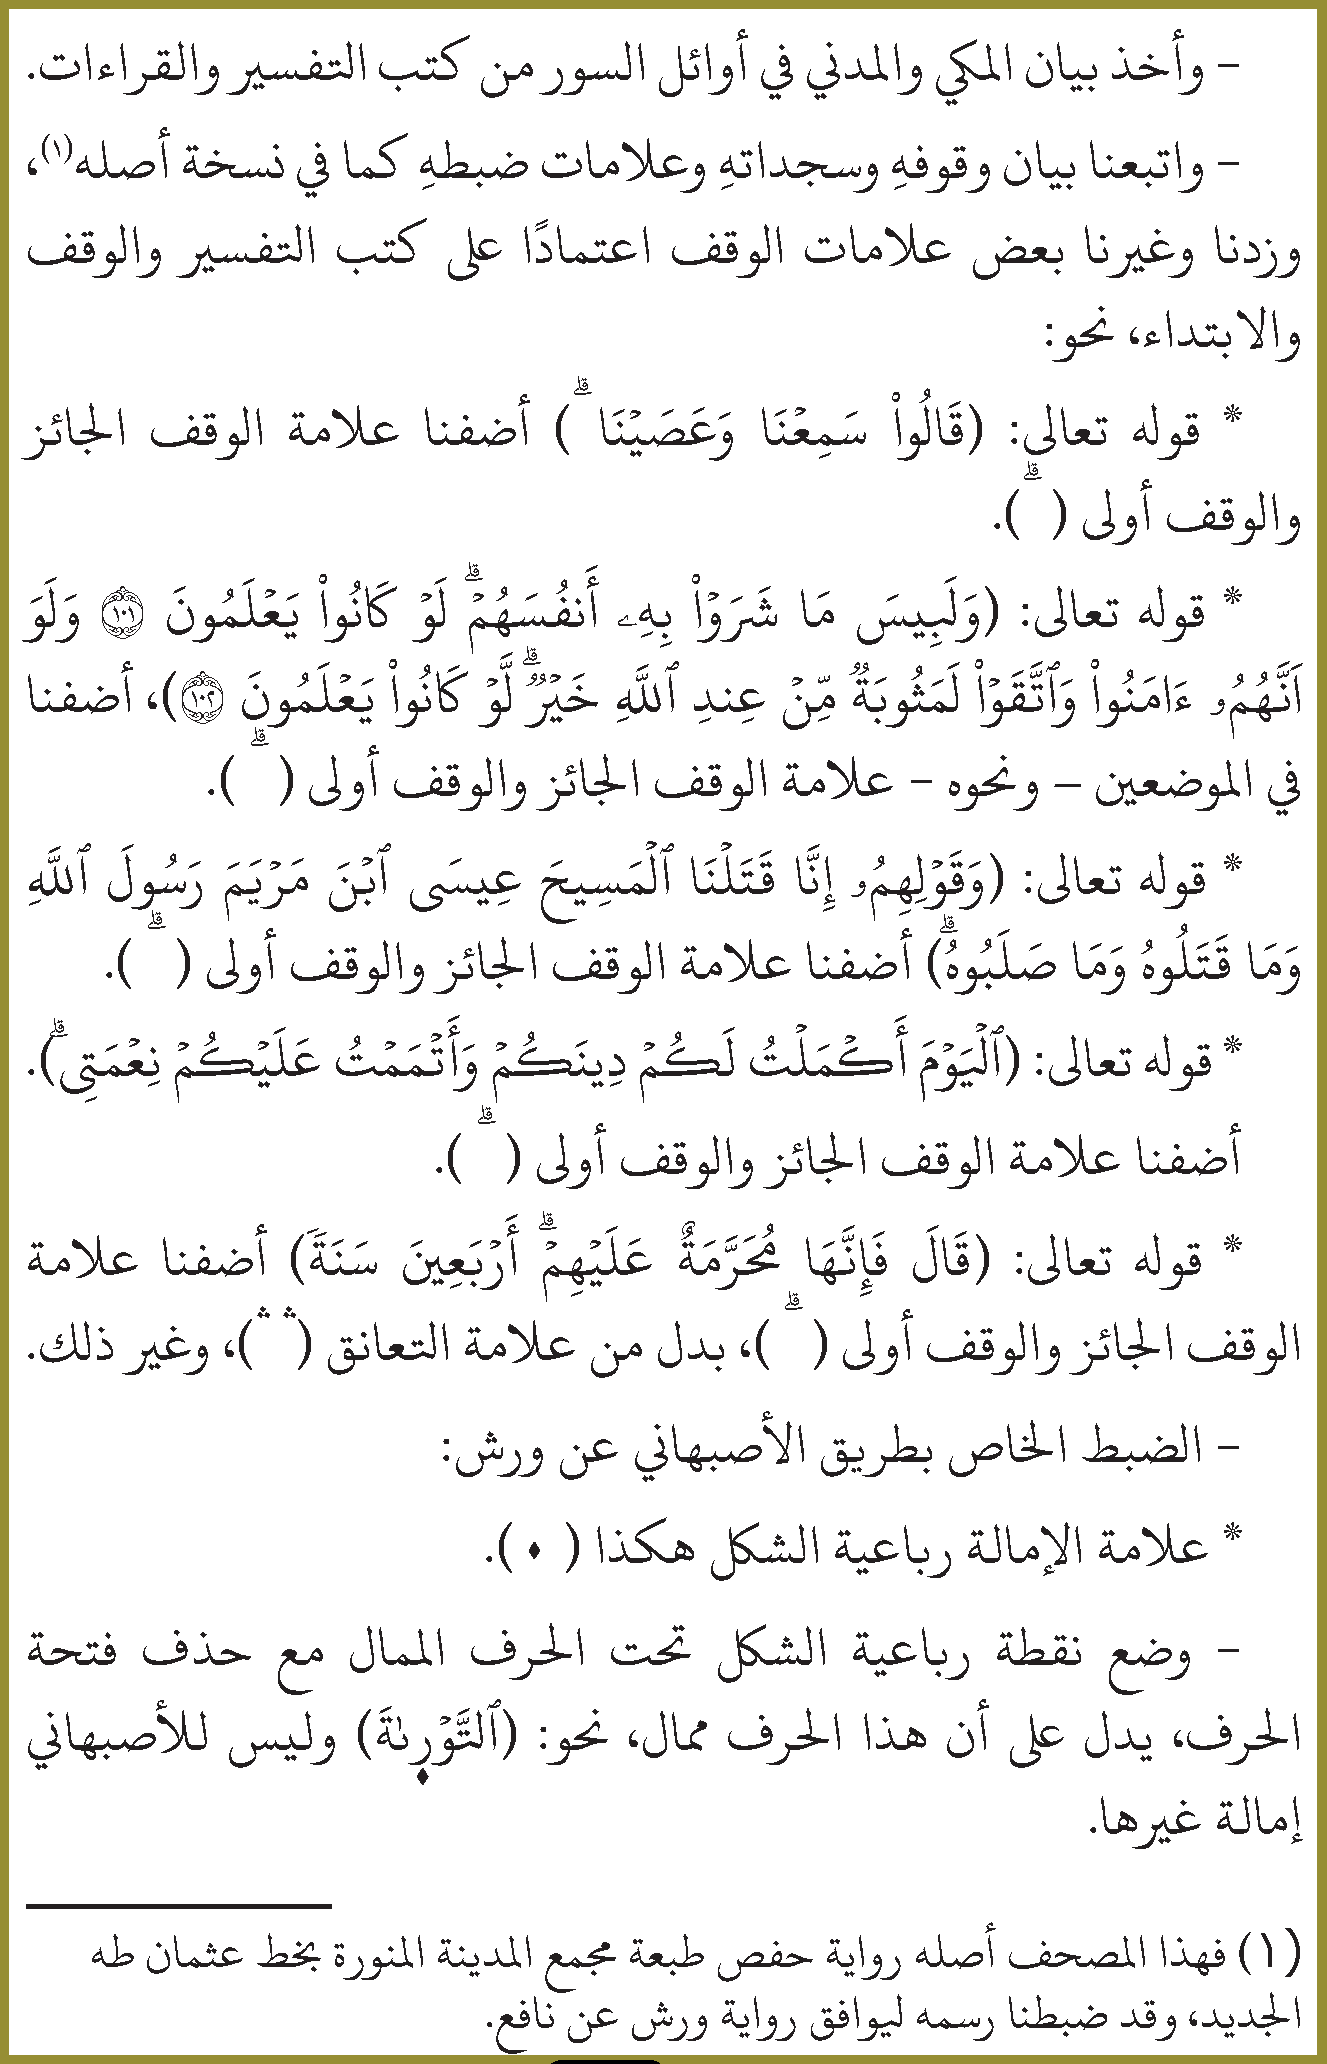 - وأخذ بيان المكي والمدني في أوائل السور من كتب التفسير والقراءات.
- واتبعنا بيان وقوفهِ وسجداتهِ وعلامات ضبطهِ كما في نسخة أصله(١)،
وزدنا وغيرنا بعض علامات الوقف اعتمادًا على كتب التفسير والوقف
والابتداء، نحو:
* قوله تعالى: (قَالُواْ سَمِعْنَا وَعَصَيْنَا ۗ) أضفنا علامة الوقف الجائز
والوقف أولى ( ۗ ).
* قوله تعالى: (وَلَبِيسَ مَا شَرَوْاْ بِهِۦ أَنفُسَهُمْ ۗ لَوْ كَانُواْ يَعْلَمُونَ ١٠١ وَلَوَ
اَنَّهُمُۥ ءَامَنُواْ وَٱتَّقَوْاْ لَمَثُوبَةٌ مِّنْ عِندِ ٱللَّهِ خَيْرٌ ۗ لَّوْ كَانُواْ يَعْلَمُونَ ١٠٢)، أضفنا
في الموضعين – ونحوه - علامة الوقف الجائز والوقف أولى ( ۗ ).
* قوله تعالى: (وَقَوْلِهِمُۥ إِنَّا قَتَلْنَا ٱلْمَسِيحَ عِيسَى ٱبْنَ مَرْيَمَ رَسُولَ ٱللَّهِ
وَمَا قَتَلُوهُ وَمَا صَلَبُوهُ ۗ) أضفنا علامة الوقف الجائز والوقف أولى ( ۗ ).
* قوله تعالى: (ٱلْيَوْمَ أَكْمَلْتُ لَكُمْ دِينَكُمْ وَأَتْمَمْتُ عَلَيْكُمْ نِعْمَتِى ۗ).
أضفنا علامة الوقف الجائز والوقف أولى ( ۗ ).
* قوله تعالى: (قَالَ فَإِنَّهَا مُحَرَّمَةٌ عَلَيْهِمْ ۗ أَرْبَعِينَ سَنَةَ) أضفنا علامة
الوقف الجائز والوقف أولى ( ۗ )، بدل من علامة التعانق ( ۛ ۛ )، وغير ذلك.
- الضبط الخاص بطريق الأصبهاني عن ورش:
* علامة الإمالة رباعية الشكل هكذا ( ♦ ).
- وضع نقطة رباعية الشكل تحت الحرف الممال مع حذف فتحة
الحرف، يدل على أن هذا الحرف ممال، نحو: (ٱلتَّوْر۪ىٰةَ) وليس للأصبهاني
إمالة غيرها.
(١) فهذا المصحف أصله رواية حفص طبعة مجمع المدينة المنورة بخط عثمان طه
الجديد، وقد ضبطنا رسمه ليوافق رواية ورش عن نافع.